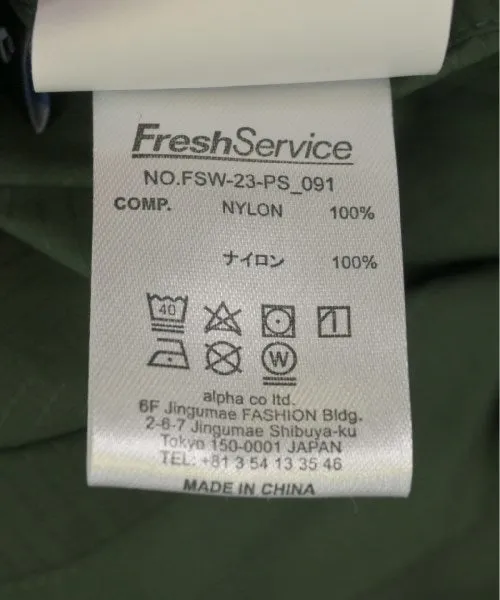 FreshService
NO.FSW-23-PS_091
COMP. NYLON 100%
ナイロン 100%
40
W
alpha co ltd.
6F Jingumae FASHION Bldg.
2-6-7 Jingumae Shibuya-ku
Tokyo 150-0001 JAPAN
TEL: +81 3 54 13 35 46
MADE IN CHINA